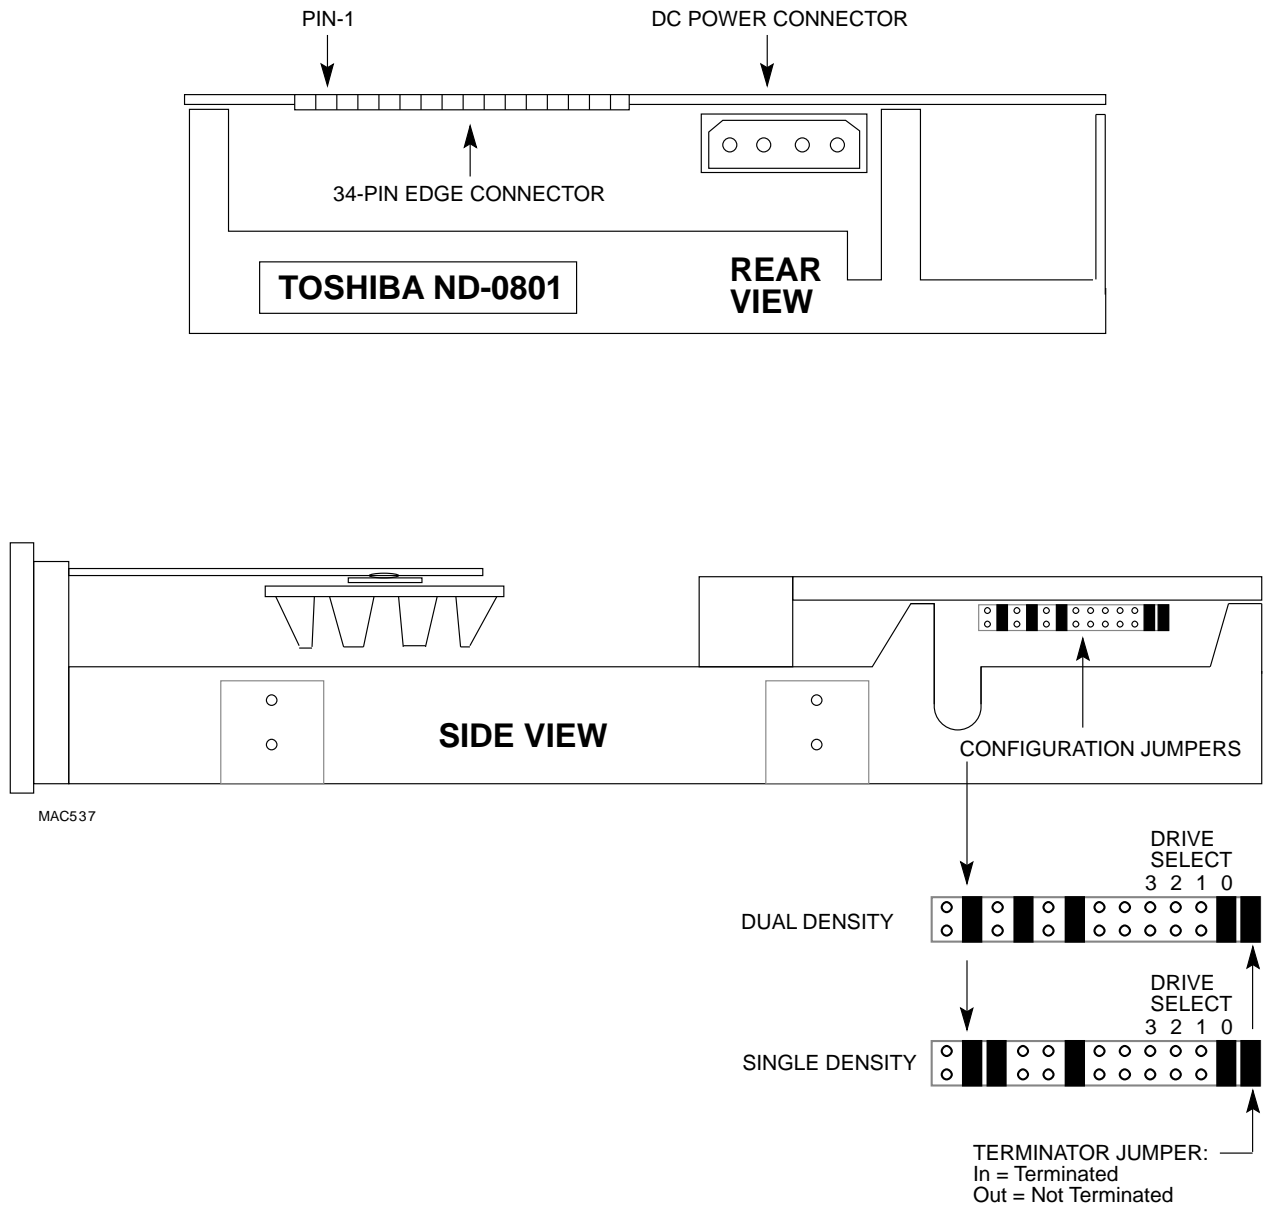 PIN-1
DC POWER CONNECTOR
34-PIN EDGE CONNECTOR
TOSHIBA ND-0801
REAR
VIEW
SIDE VIEW
CONFIGURATION JUMPERS
MAC537
DRIVE
SELECT
3 2 1 0
DUAL DENSITY
DRIVE
SELECT
3 2 1 0
SINGLE DENSITY
TERMINATOR JUMPER:
In = Terminated
Out = Not Terminated